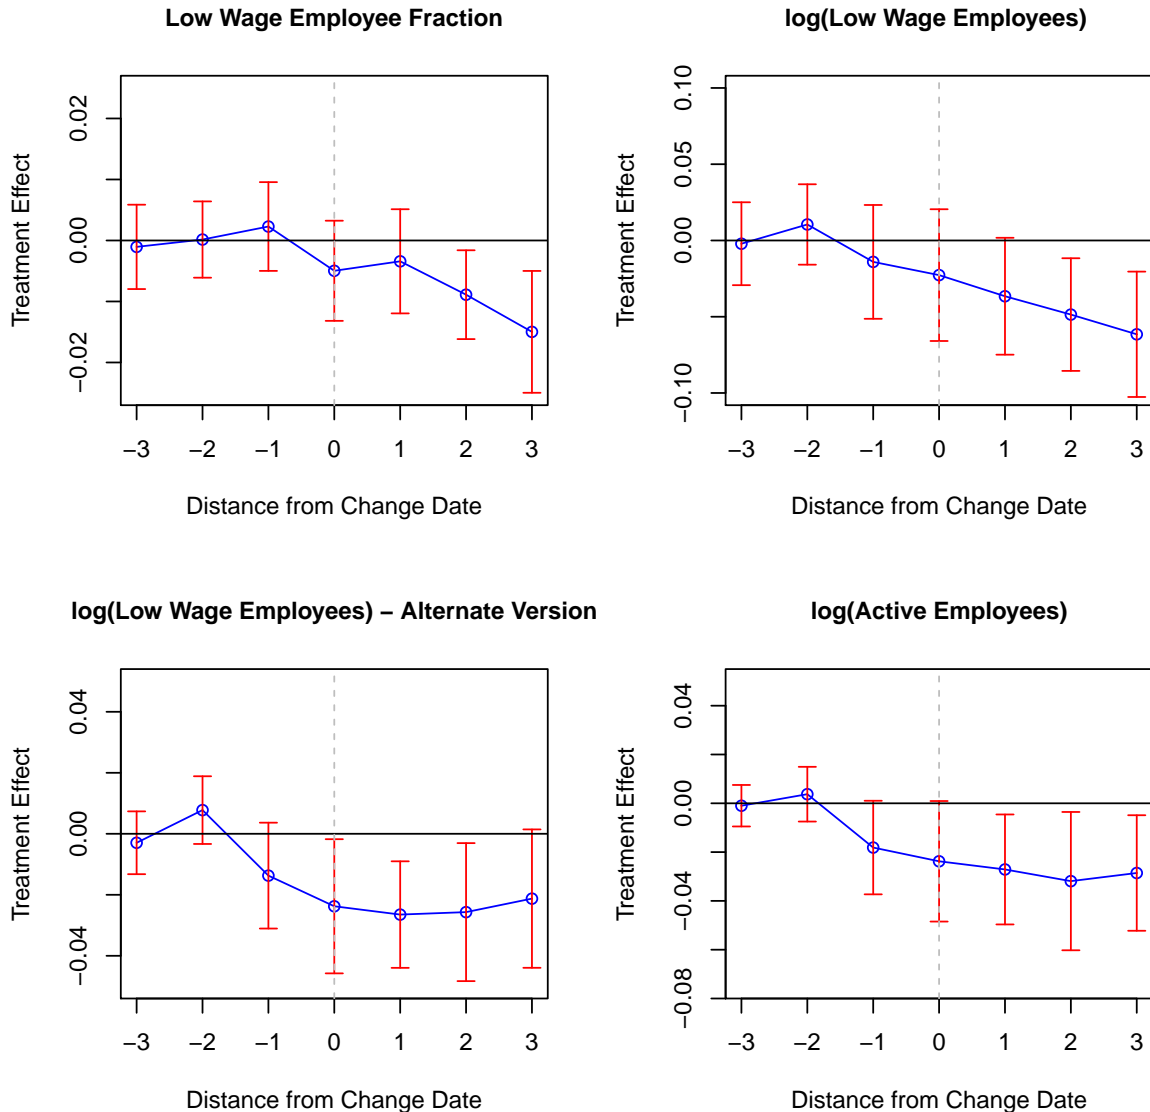 Low Wage Employee Fraction
Treatment Effect
0.02
0.00
−0.02
−3 −2 −1 0 1 2 3
Distance from Change Date
log(Low Wage Employees)
Treatment Effect
0.10
0.05
0.00
−0.10
−3 −2 −1 0 1 2 3
Distance from Change Date
log(Low Wage Employees) − Alternate Version
Treatment Effect
0.04
0.00
−0.04
−3 −2 −1 0 1 2 3
Distance from Change Date
log(Active Employees)
Treatment Effect
0.04
0.00
−0.04
−0.08
−3 −2 −1 0 1 2 3
Distance from Change Date